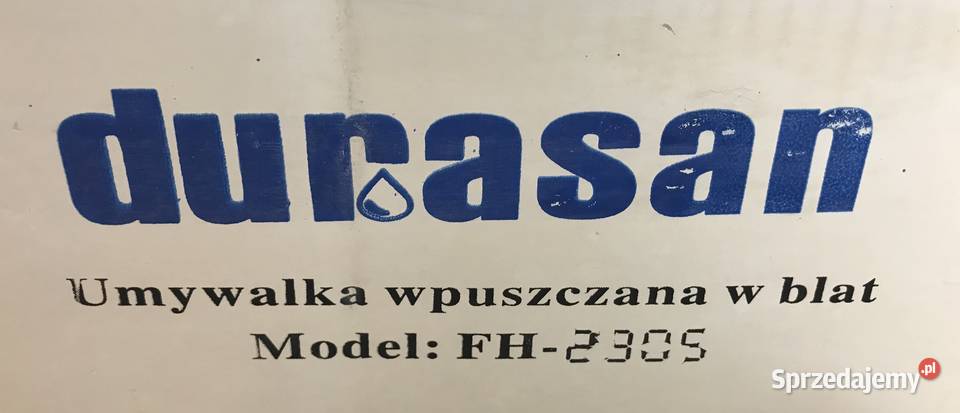 durasan
Umywalka wpuszczana w blat
Model: FH-2305
Sprzedajemy.pl